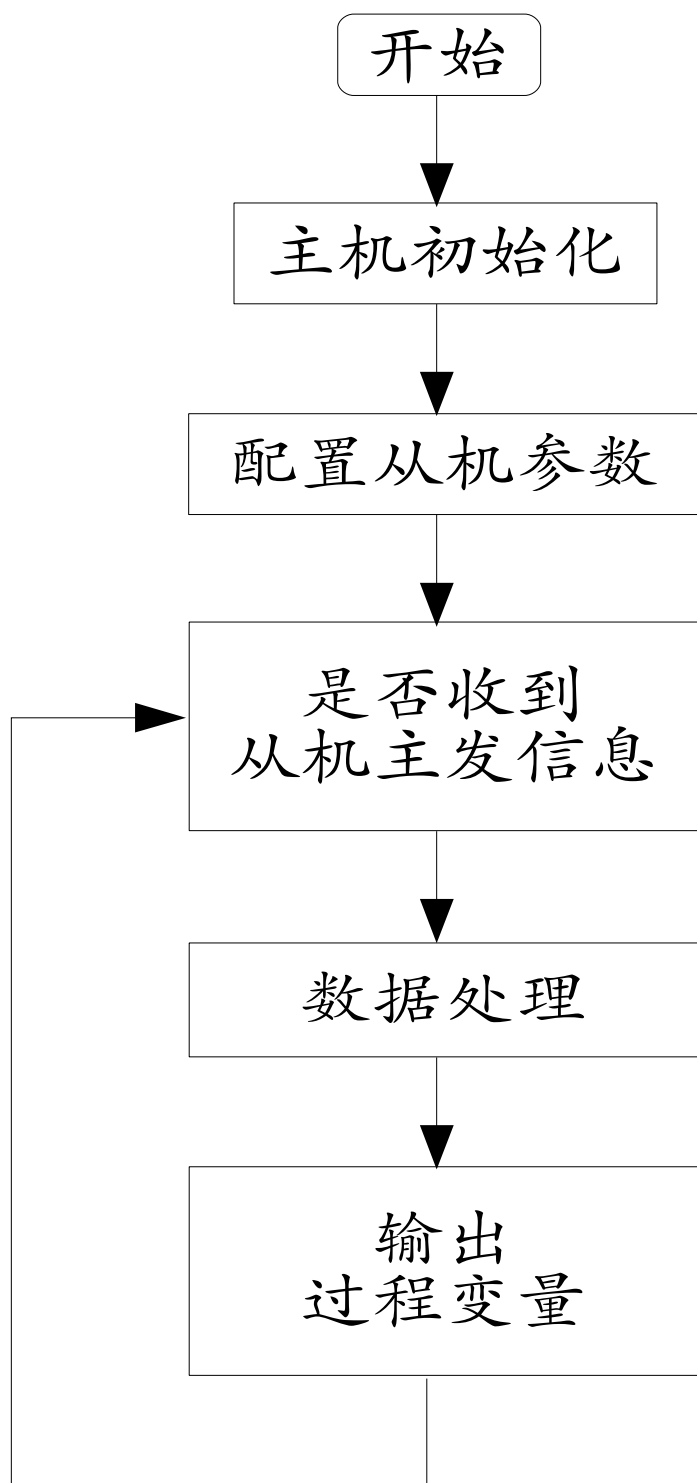 开始
主机初始化
配置从机参数
是否收到
从机主发信息
数据处理
输出
过程变量